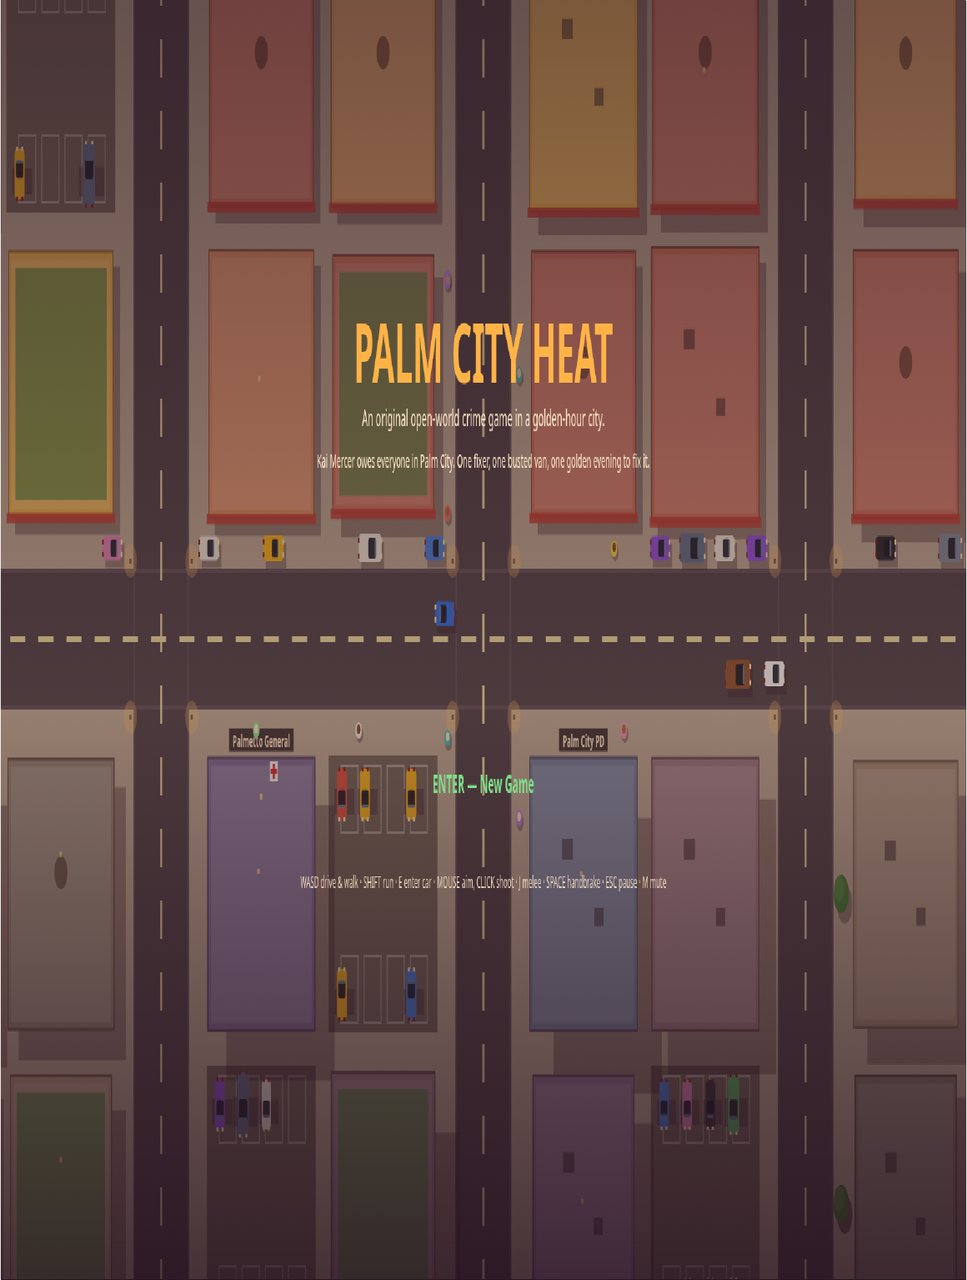 PALM CITY HEAT
An original open-world crime game in a golden-hour city.
Kai Mercer owes everyone in Palm City. One fixer, one busted van, one golden evening to fix it.
Palmetto General
Palm City PD
ENTER — New Game
WASD drive & walk · SHIFT run · E enter car · MOUSE aim, CLICK shoot · J melee · SPACE handbrake · ESC pause · M mute